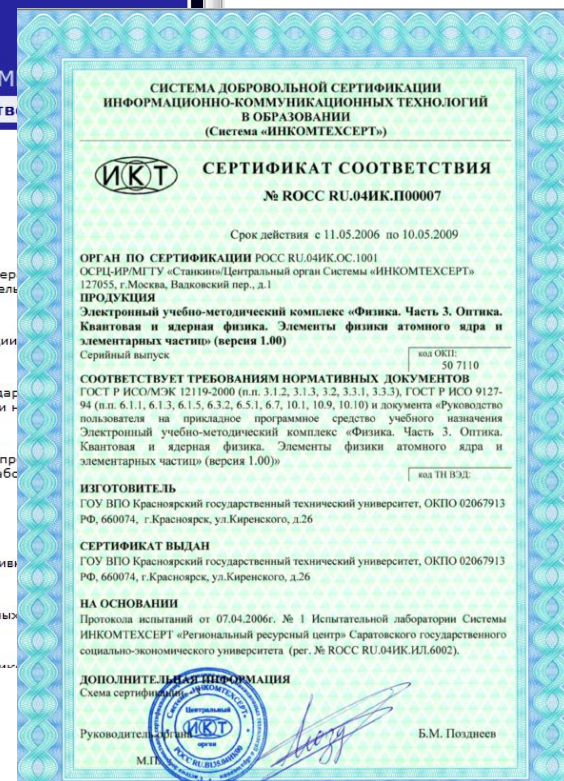 СИСТЕМА ДОБРОВОЛЬНОЙ СЕРТИФИКАЦИИ
ИНФОРМАЦИОННО-КОММУНИКАЦИОННЫХ ТЕХНОЛОГИЙ
В ОБРАЗОВАНИИ
(Система «ИНКОМТЕХСЕРТ»)
ИКТ
СЕРТИФИКАТ СООТВЕТСТВИЯ
№ РОСС RU.04ИК.П00007
Срок действия с 11.05.2006 по 10.05.2009
ОРГАН ПО СЕРТИФИКАЦИИ РОСС RU.04ИК.ОС.1001
ОСРЦ-ИР/МГТУ «Станкин»/Центральный орган Системы «ИНКОМТЕХСЕРТ»
127055, г.Москва, Вадковский пер., д.1
ПРОДУКЦИЯ
Электронный учебно-методический комплекс «Физика. Часть 3. Оптика.
Квантовая и ядерная физика. Элементы физики атомного ядра и
элементарных частиц» (версия 1.00)
Серийный выпуск
код ОКП:
50 7110
СООТВЕТСТВУЕТ ТРЕБОВАНИЯМ НОРМАТИВНЫХ ДОКУМЕНТОВ
ГОСТ Р ИСО/МЭК 12119-2000 (п.п. 3.1.2, 3.1.3, 3.2, 3.3.1, 3.3.3), ГОСТ Р ИСО 9127-
94 (п.п. 6.1.1, 6.1.3, 6.1.5, 6.3.2, 6.5.1, 6.7, 10.1, 10.9, 10.10) и документа «Руководство
пользователя на прикладное программное средство учебного назначения
Электронный учебно-методический комплекс «Физика. Часть 3. Оптика.
Квантовая и ядерная физика. Элементы физики атомного ядра и
элементарных частиц» (версия 1.00)»
код ТН ВЭД:
ИЗГОТОВИТЕЛЬ
ГОУ ВПО Красноярский государственный технический университет, ОКПО 02067913
РФ, 660074, г.Красноярск, ул.Киренского, д.26
СЕРТИФИКАТ ВЫДАН
ГОУ ВПО Красноярский государственный технический университет, ОКПО 02067913
РФ, 660074, г.Красноярск, ул.Киренского, д.26
НА ОСНОВАНИИ
Протокола испытаний от 07.04.2006г. № 1 Испытательной лаборатории Системы
ИНКОМТЕХСЕРТ «Региональный ресурсный центр» Саратовского государственного
социально-экономического университета (рег. № РОСС RU.04ИК.ИЛ.6002).
ДОПОЛНИТЕЛЬНАЯ ИНФОРМАЦИЯ
Схема сертификации - 3
Центральный
ИКТ
орган
Руководитель органа
Б.М. Позднеев
М.П.